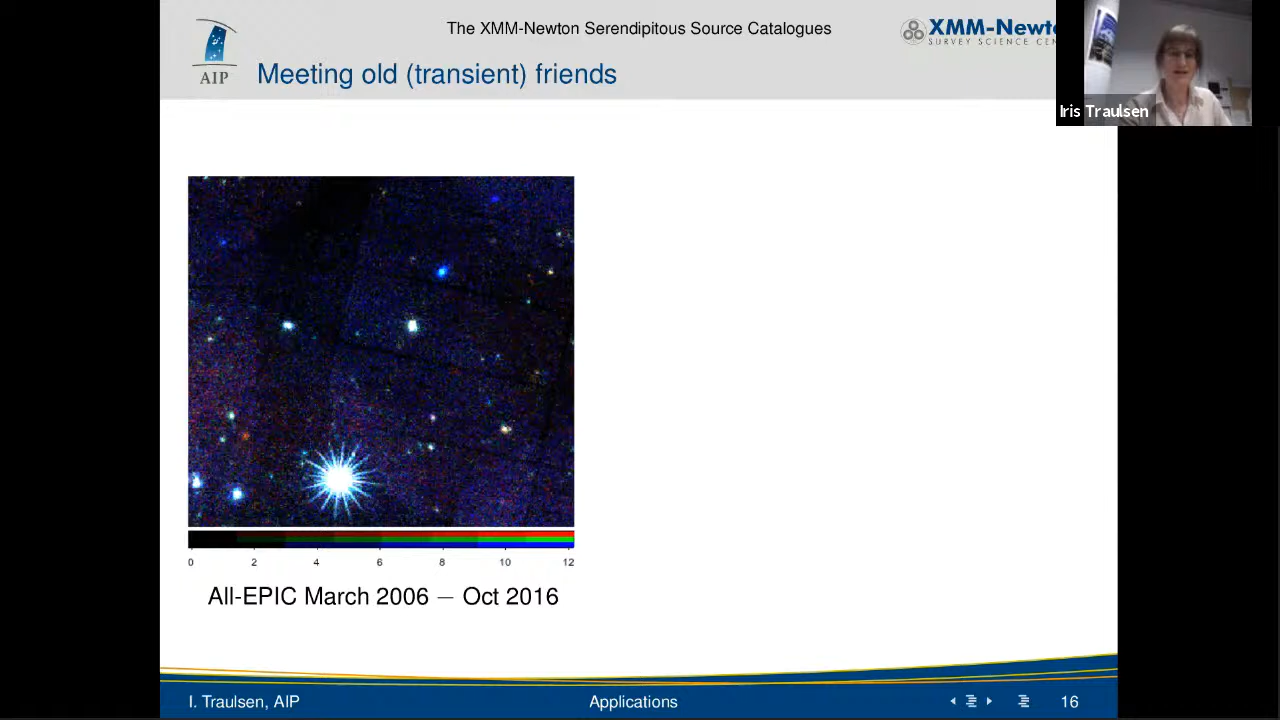 The XMM-Newton Serendipitous Source Catalogues
XMM-Newto
SURVEY SCIENCE CEN
AIP
Meeting old (transient) friends
Iris Traulsen
0 2 4 6 8 10 12
All-EPIC March 2006 − Oct 2016
I. Traulsen, AIP
Applications
16